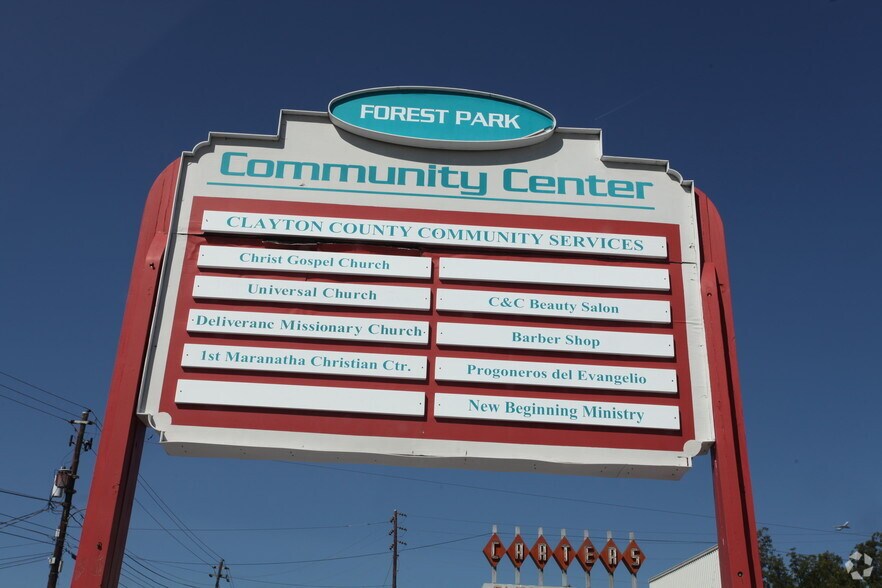 FOREST PARK
Community Center
CLAYTON COUNTY COMMUNITY SERVICES
Christ Gospel Church
Universal Church
C&C Beauty Salon
Deliveranc Missionary Church
Barber Shop
1st Maranatha Christian Ctr.
Progoneros del Evangelio
New Beginning Ministry
CARTERS